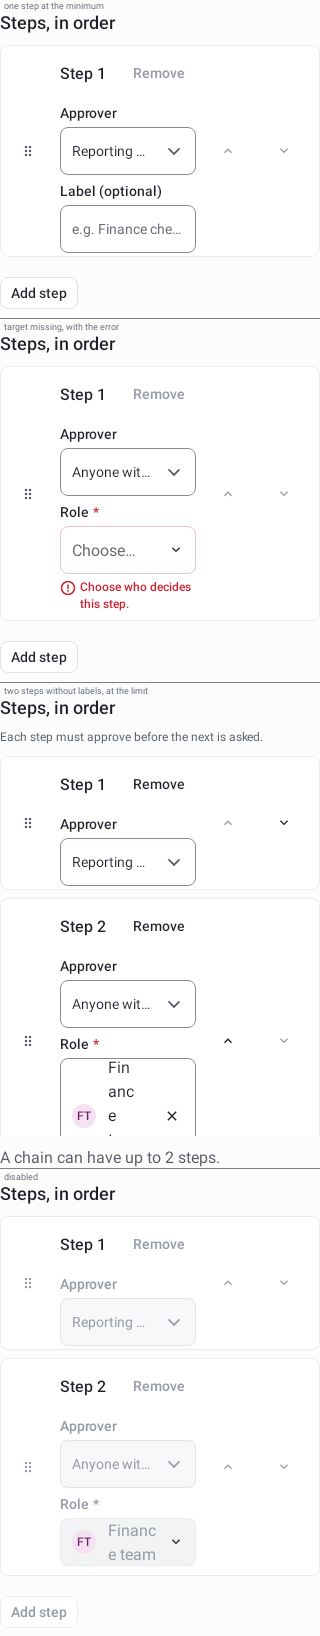 one step at the minimum
Steps, in order
Step 1 Remove
Approver
Reporting ...
Label (optional)
e.g. Finance che...
Add step
target missing, with the error
Steps, in order
Step 1 Remove
Approver
Anyone wit...
Role *
Choose...
Choose who decides
this step.
Add step
two steps without labels, at the limit
Steps, in order
Each step must approve before the next is asked.
Step 1 Remove
Approver
Reporting ...
Step 2 Remove
Approver
Anyone wit...
Role *
Fin
anc
FT e
A chain can have up to 2 steps.
disabled
Steps, in order
Step 1 Remove
Approver
Reporting ...
Step 2 Remove
Approver
Anyone wit...
Role *
FT Financ
e team
Add step